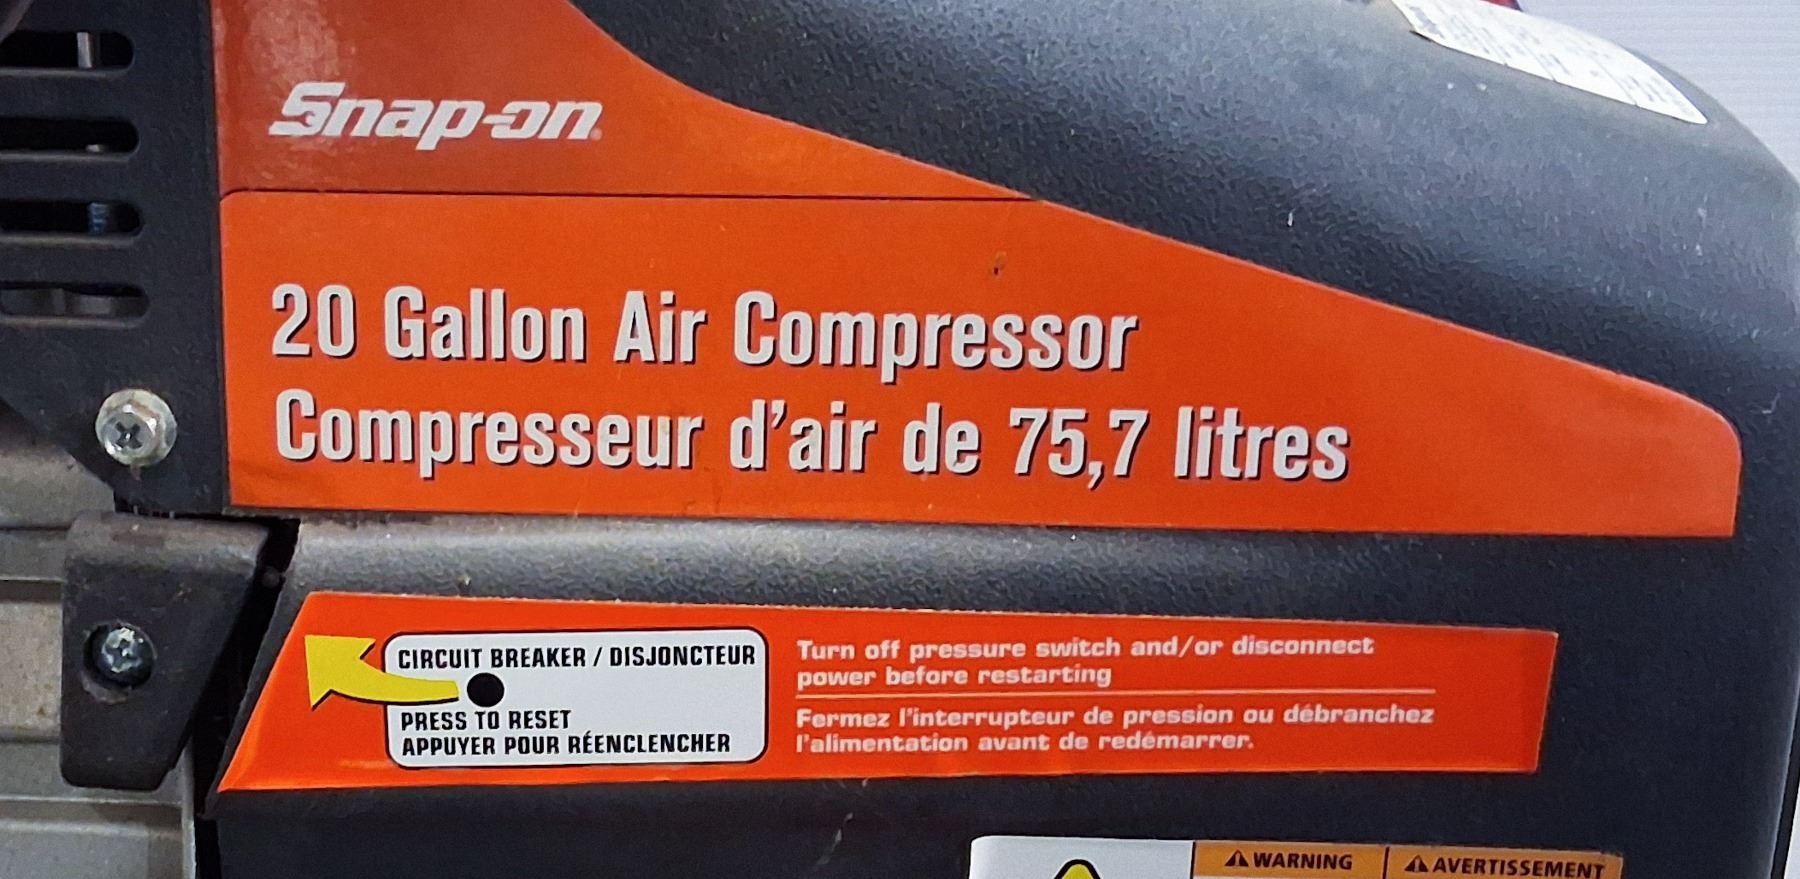 Snap-on
20 Gallon Air Compressor
Compresseur d'air de 75,7 litres
CIRCUIT BREAKER / DISJONCTEUR
PRESS TO RESET
APPUYER POUR RÉENCLENCHER
Turn off pressure switch and/or disconnect
power before restarting
Fermez l'interrupteur de pression ou débranchez
l'alimentation avant de redémarrer.
WARNING
AVERTISSEMENT